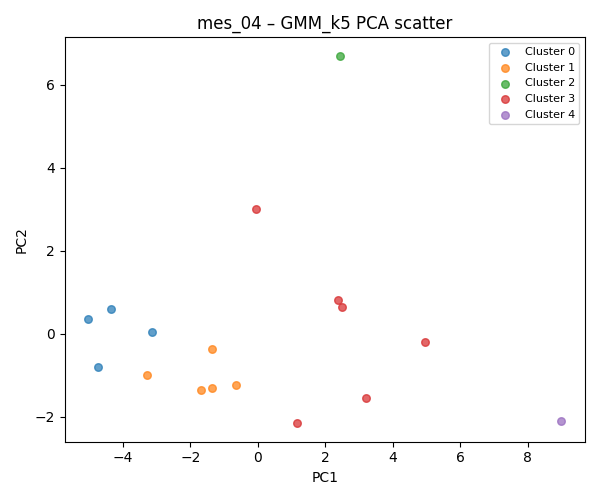 mes_04 – GMM_k5 PCA scatter
Cluster 0
Cluster 1
Cluster 2
Cluster 3
Cluster 4
PC2
6
4
2
0
−2
−4 −2 0 2 4 6 8
PC1